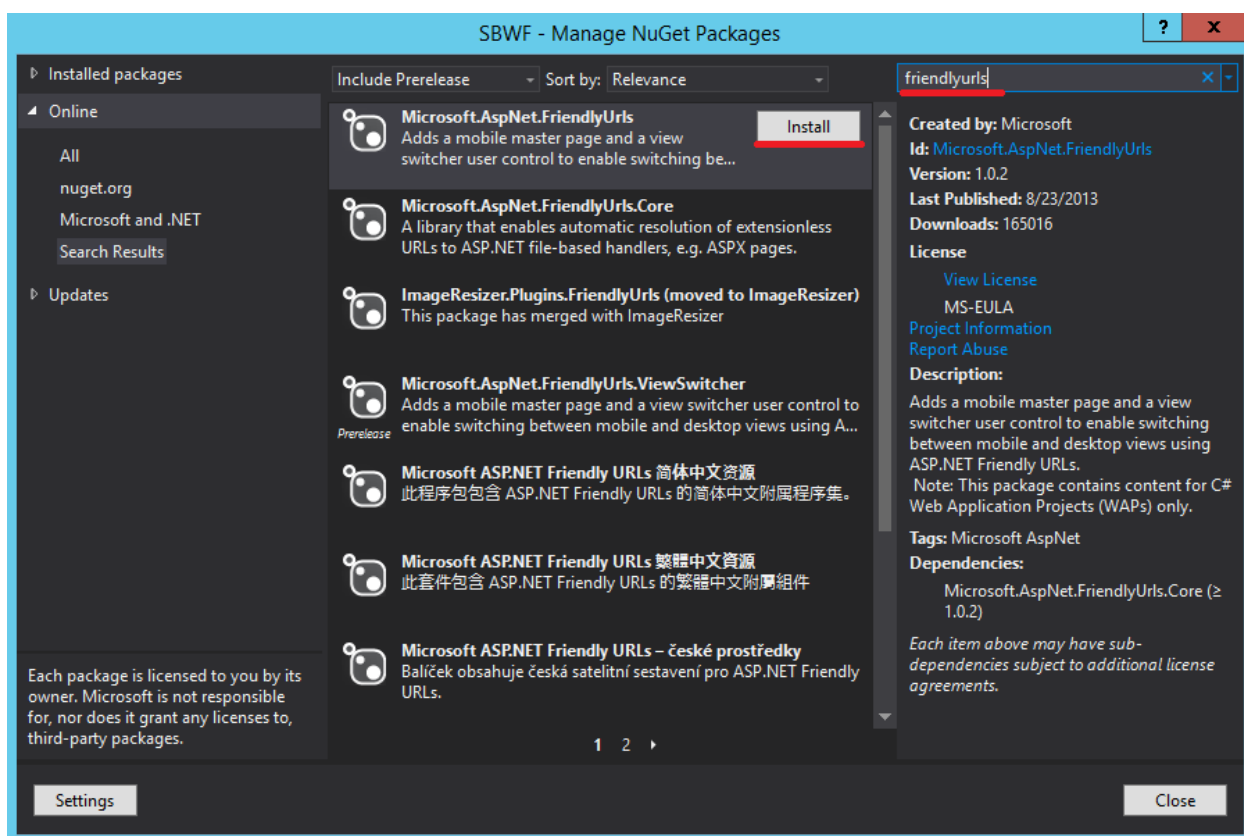 SBWF - Manage NuGet Packages
?
x
Installed packages
Online
All
nuget.org
Microsoft and .NET
Search Results
Updates
Each package is licensed to you by its
owner. Microsoft is not responsible
for, nor does it grant any licenses to,
third-party packages.
Include Prerelease
Sort by: Relevance
Microsoft.AspNet.FriendlyUrls
Install
Adds a mobile master page and a view
switcher user control to enable switching be...
Microsoft.AspNet.FriendlyUrls.Core
A library that enables automatic resolution of extensionless
URLs to ASP.NET file-based handlers, e.g. ASPX pages.
ImageResizer.Plugins.FriendlyUrls (moved to ImageResizer)
This package has merged with ImageResizer
Microsoft.AspNet.FriendlyUrls.ViewSwitcher
Adds a mobile master page and a view switcher user control to
Prerelease
enable switching between mobile and desktop views using A...
Microsoft ASP.NET Friendly URLs 简体中文资源
此程序包包含 ASP.NET Friendly URLs 的简体中文附属程序集。
Microsoft ASP.NET Friendly URLs 繁體中文資源
此套件包含 ASP.NET Friendly URLs 的繁體中文附屬組件
Microsoft ASP.NET Friendly URLs – české prostředky
Balíček obsahuje česká satelitní sestavení pro ASP.NET Friendly
URLs.
1 2
friendlyurls
Created by: Microsoft
Id: Microsoft.AspNet.FriendlyUrls
Version: 1.0.2
Last Published: 8/23/2013
Downloads: 165016
License
View License
MS-EULA
Project Information
Report Abuse
Description:
Adds a mobile master page and a view
switcher user control to enable switching
between mobile and desktop views using
ASP.NET Friendly URLs.
Note: This package contains content for C#
Web Application Projects (WAPs) only.
Tags: Microsoft AspNet
Dependencies:
Microsoft.AspNet.FriendlyUrls.Core (≥
1.0.2)
Each item above may have sub-
dependencies subject to additional license
agreements.
Settings
Close